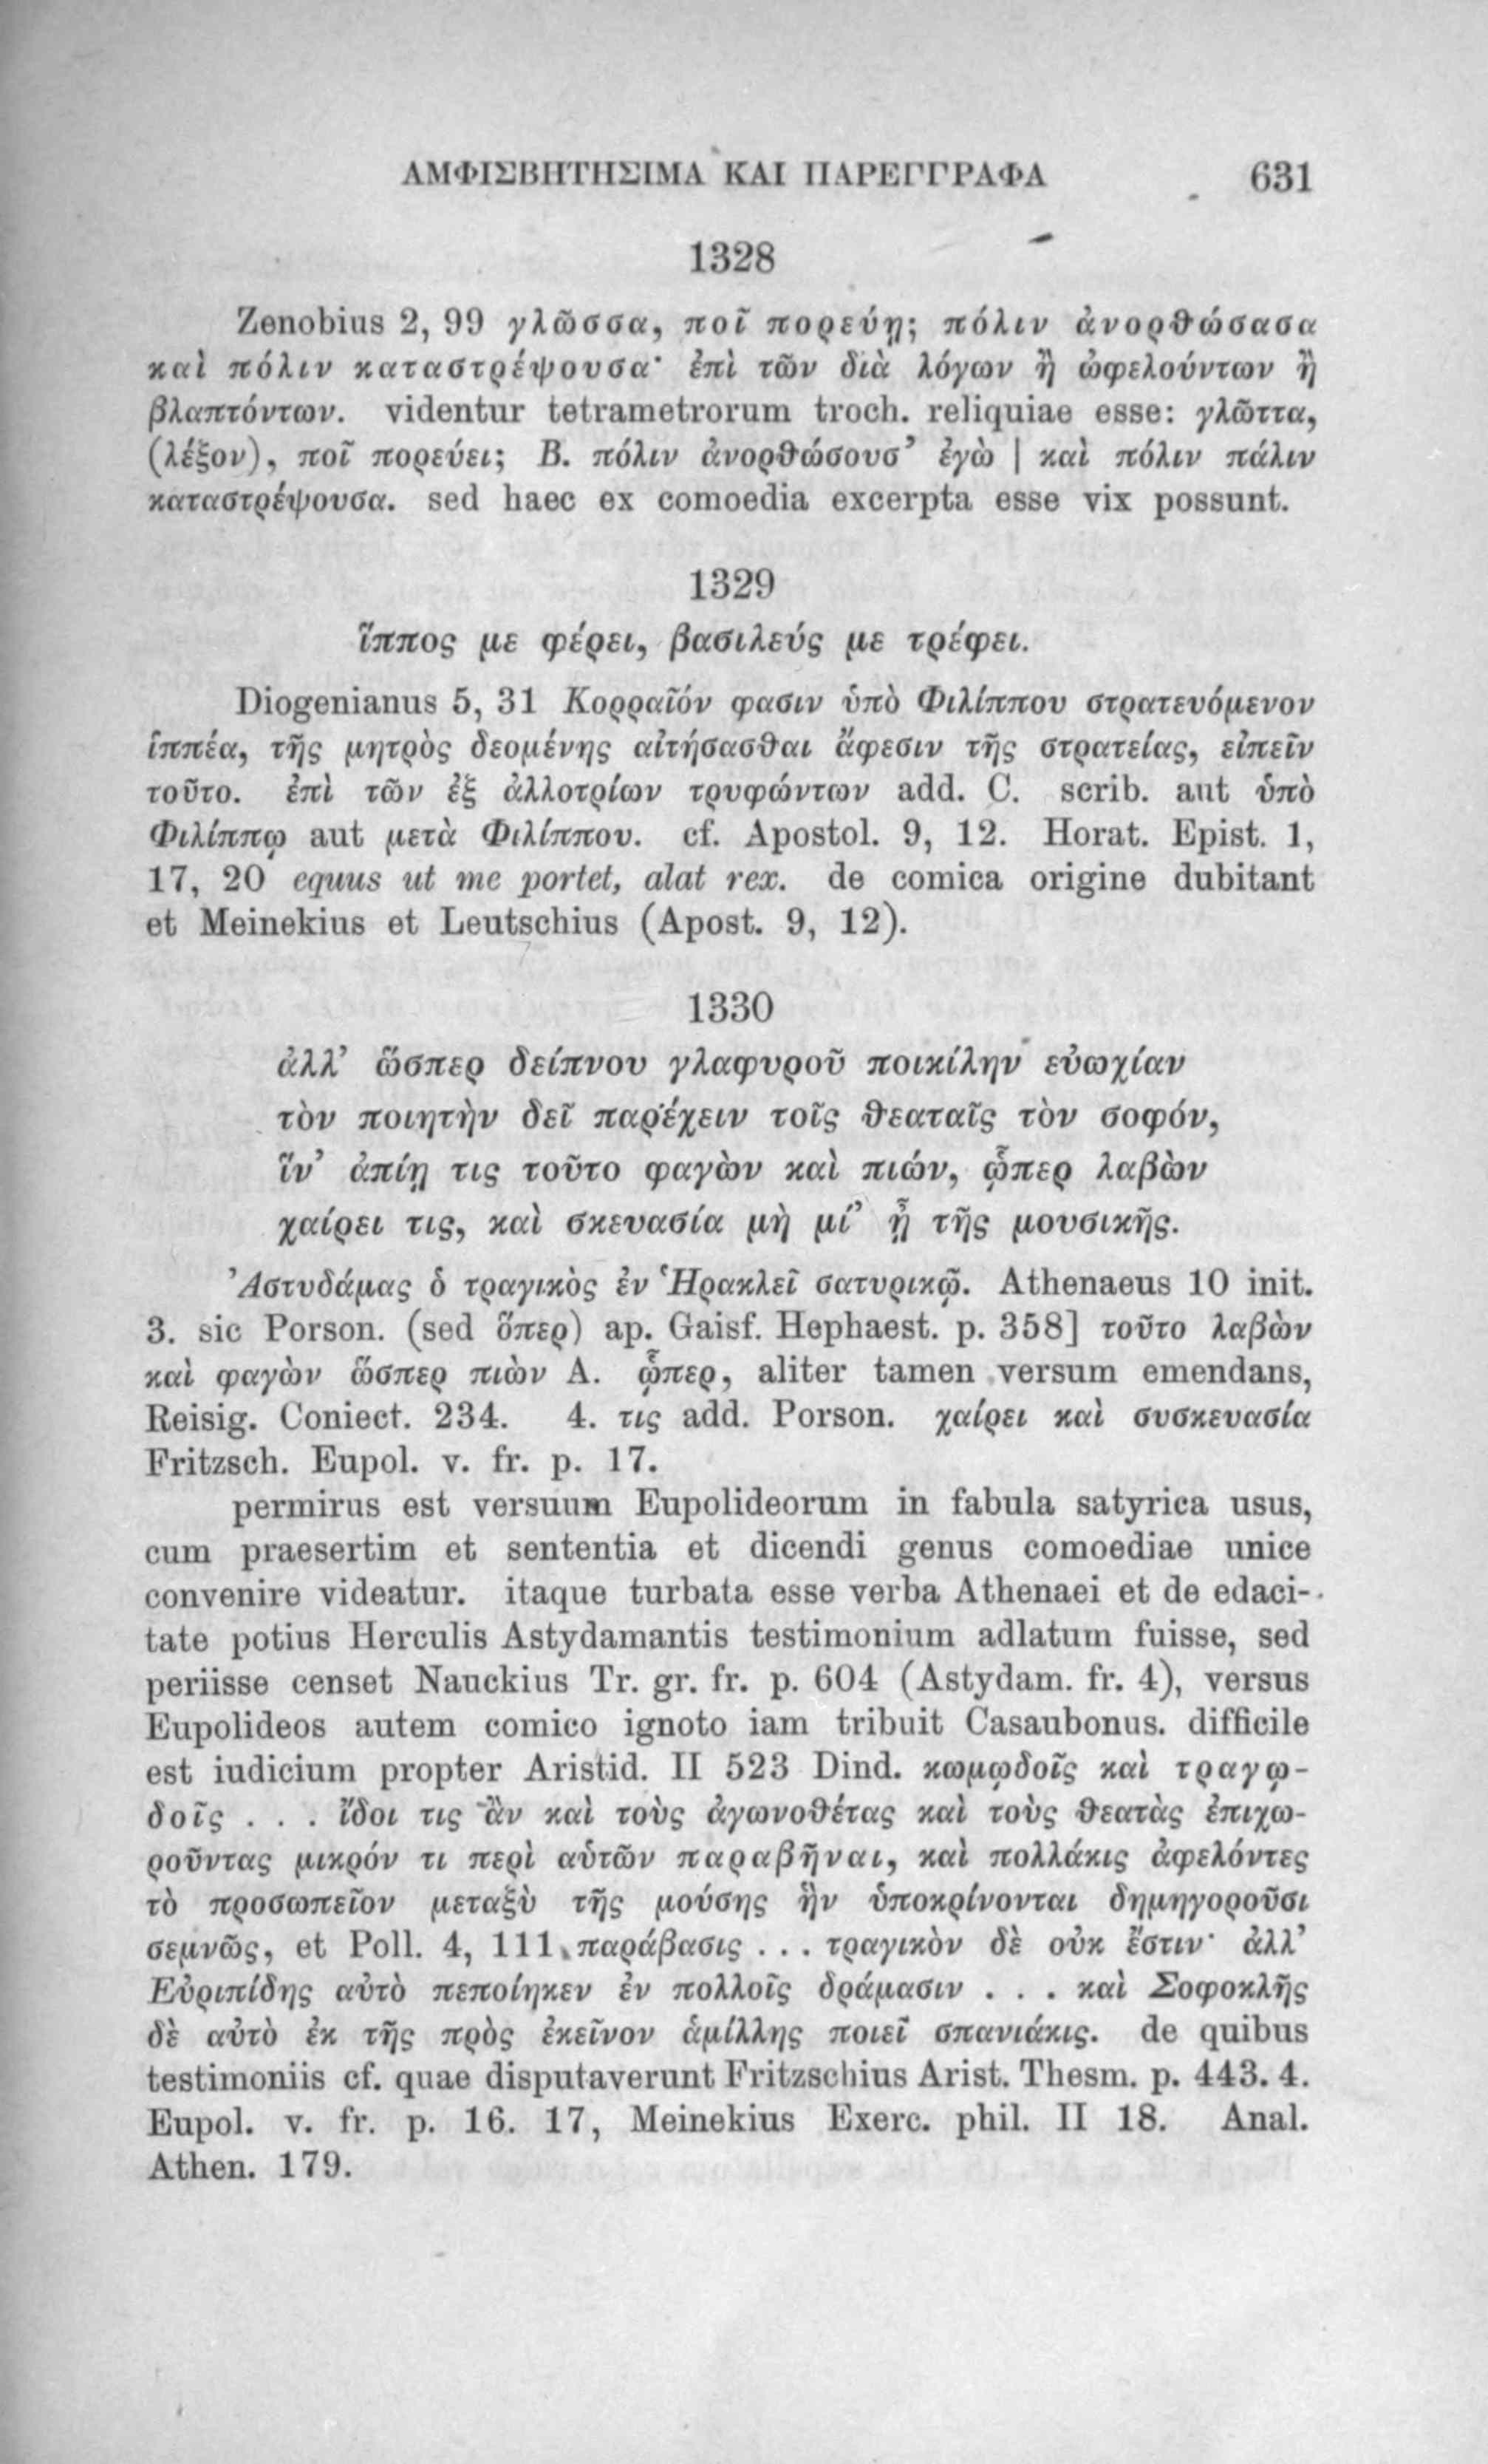 ΑΜΦΙΣΒΗΤΗΣΙΜΑ ΚΑΙ ΠΑΡΕΓΓΡΑΦΑ 631
1328
Zenobius 2, 99 γλῶσσα, ποῖ πορεύῃ; πόλιν ἀνορθώσασα
καὶ πόλιν καταστρέψουσα· ἐπὶ τῶν διὰ λόγων ἢ ὠφελούντων ἢ
βλαπτόντων. videntur tetrametrorum troch. reliquiae esse: γλῶττα,
(λέξον), ποῖ πορεύει; B. πόλιν ἀνορθώσουσ’ ἐγὼ | καὶ πόλιν πάλιν
καταστρέψουσα. sed haec ex comoedia excerpta esse vix possunt.
1329
ἵππος με φέρει, βασιλεύς με τρέφει.
Diogenianus 5, 31 Κορραῖόν φασιν ὑπὸ Φιλίππου στρατευόμενον
ἱππέα, τῆς μητρὸς δεομένης αἰτήσασθαι ἄφεσιν τῆς στρατείας, εἰπεῖν
τοῦτο. ἐπὶ τῶν ἐξ ἀλλοτρίων τρυφώντων add. C. scrib. aut ὑπὸ
Φιλίππῳ aut μετὰ Φιλίππου. cf. Apostol. 9, 12. Horat. Epist. 1,
17, 20 equus ut me portet, alat rex. de comica origine dubitant
et Meinekius et Leutschius (Apost. 9, 12).
1330
ἀλλ’ ὥσπερ δείπνου γλαφυροῦ ποικίλην εὐωχίαν
τὸν ποιητὴν δεῖ παρέχειν τοῖς θεαταῖς τὸν σοφόν,
ἵν’ ἀπίῃ τις τοῦτο φαγὼν καὶ πιών, ᾧπερ λαβὼν
χαίρει τις, καὶ σκευασία μὴ μί’ ᾖ τῆς μουσικῆς.
Ἀστυδάμας ὁ τραγικὸς ἐν Ἡρακλεῖ σατυρικῷ. Athenaeus 10 init.
3. sic Porson. (sed ὅπερ) ap. Gaisf. Hephaest. p. 358] τοῦτο λαβὼν
καὶ φαγὼν ὥσπερ πιὼν A. ᾧπερ, aliter tamen versum emendans,
Reisig. Coniect. 234. 4. τις add. Porson. χαίρει καὶ συσκευασία
Fritzsch. Eupol. v. fr. p. 17.
permirus est versuum Eupolideorum in fabula satyrica usus,
cum praesertim et sententia et dicendi genus comoediae unice
convenire videatur. itaque turbata esse verba Athenaei et de edaci-
tate potius Herculis Astydamantis testimonium adlatum fuisse, sed
periisse censet Nauckius Tr. gr. fr. p. 604 (Astydam. fr. 4), versus
Eupolideos autem comico ignoto iam tribuit Casaubonus. difficile
est iudicium propter Aristid. II 523 Dind. κωμῳδοῖς καὶ τραγῳ-
δοῖς . . . ἴδοι τις ἂν καὶ τοὺς ἀγωνοθέτας καὶ τοὺς θεατὰς ἐπιχω-
ροῦντας μικρόν τι περὶ αὑτῶν παραβῆναι, καὶ πολλάκις ἀφελόντες
τὸ προσωπεῖον μεταξὺ τῆς μούσης ἣν ὑποκρίνονται δημηγοροῦσι
σεμνῶς, et Poll. 4, 111 παράβασις . . . τραγικὸν δὲ οὐκ ἔστιν· ἀλλ’
Εὐριπίδης αὐτὸ πεποίηκεν ἐν πολλοῖς δράμασιν . . . καὶ Σοφοκλῆς
δὲ αὐτὸ ἐκ τῆς πρὸς ἐκεῖνον ἁμίλλης ποιεῖ σπανιάκις. de quibus
testimoniis cf. quae disputaverunt Fritzschius Arist. Thesm. p. 443. 4.
Eupol. v. fr. p. 16. 17, Meinekius Exerc. phil. II 18. Anal.
Athen. 179.